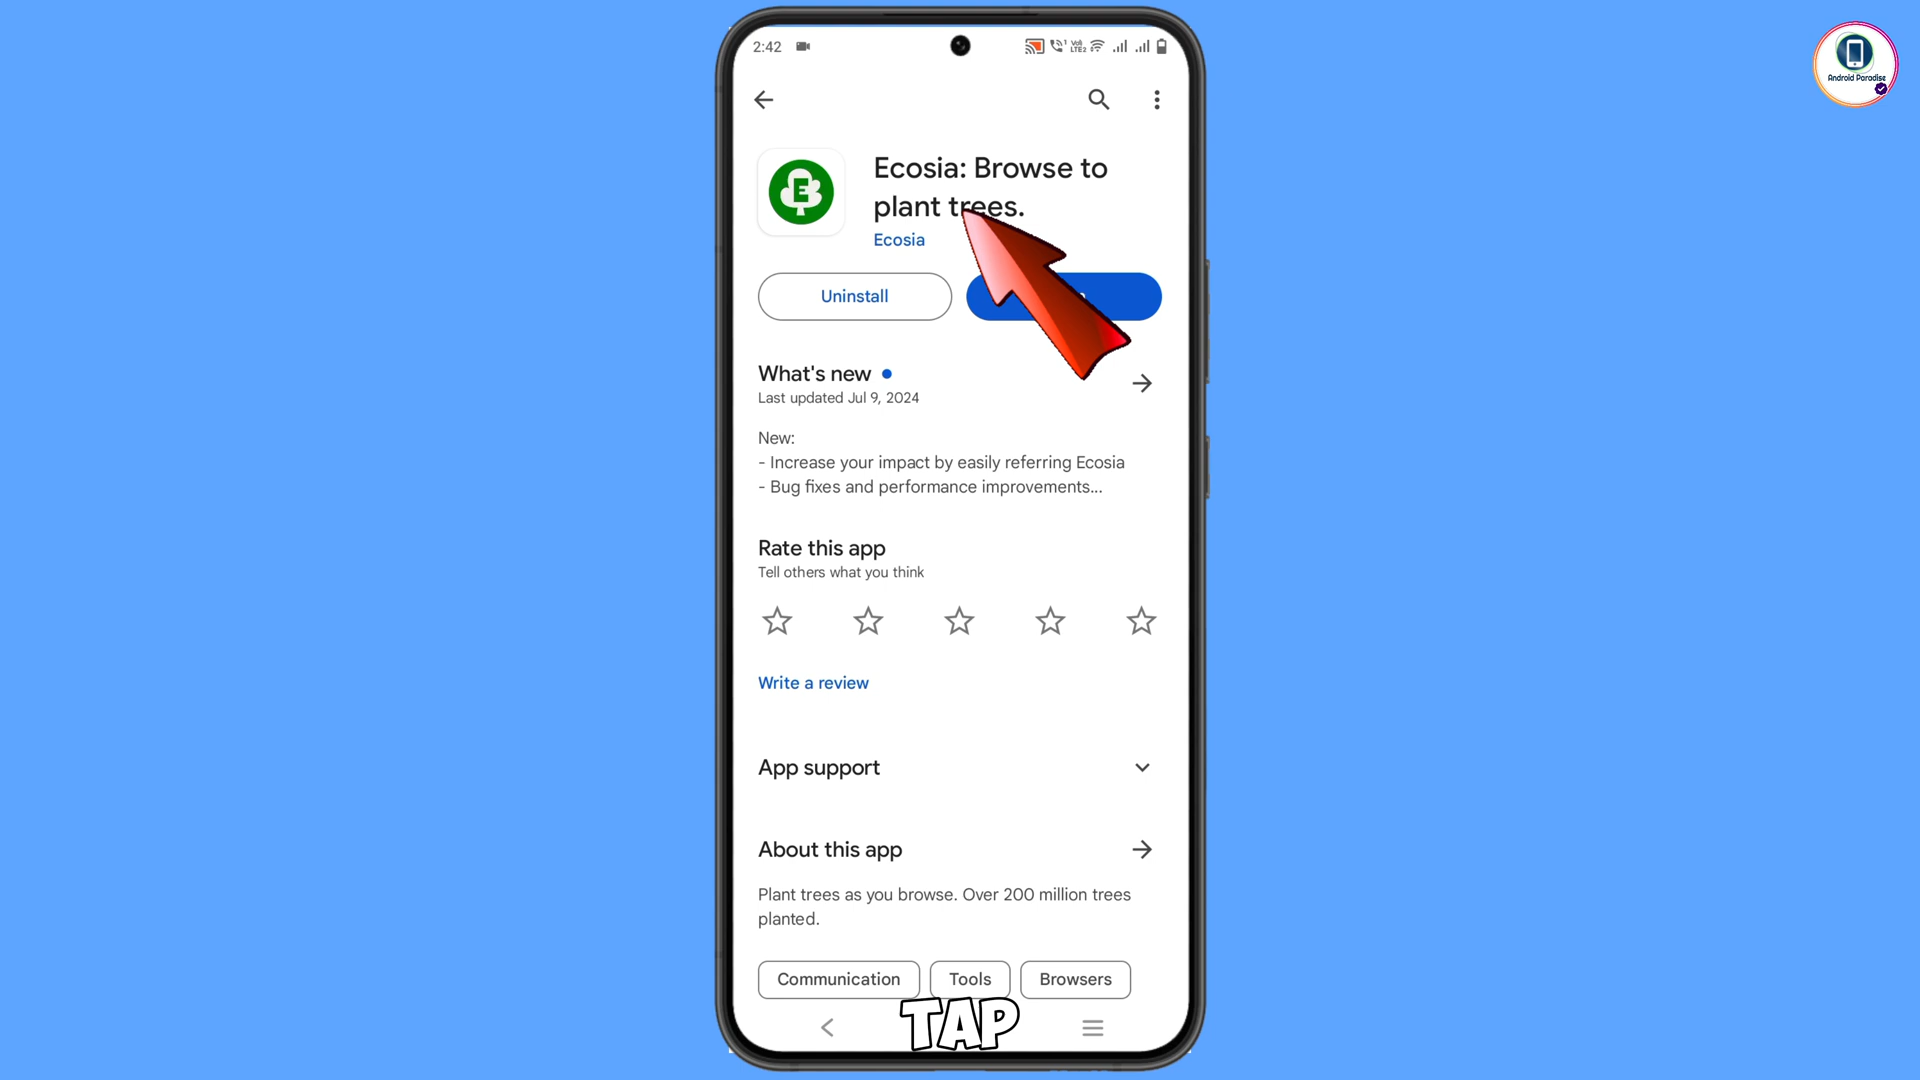 2:42
Android Paradise
Ecosia: Browse to
plant trees.
Ecosia
Uninstall
What's new
Last updated Jul 9, 2024
New:
- Increase your impact by easily referring Ecosia
- Bug fixes and performance improvements...
Rate this app
Tell others what you think
Write a review
App support
About this app
Plant trees as you browse. Over 200 million trees
planted.
Communication Tools Browsers
TAP